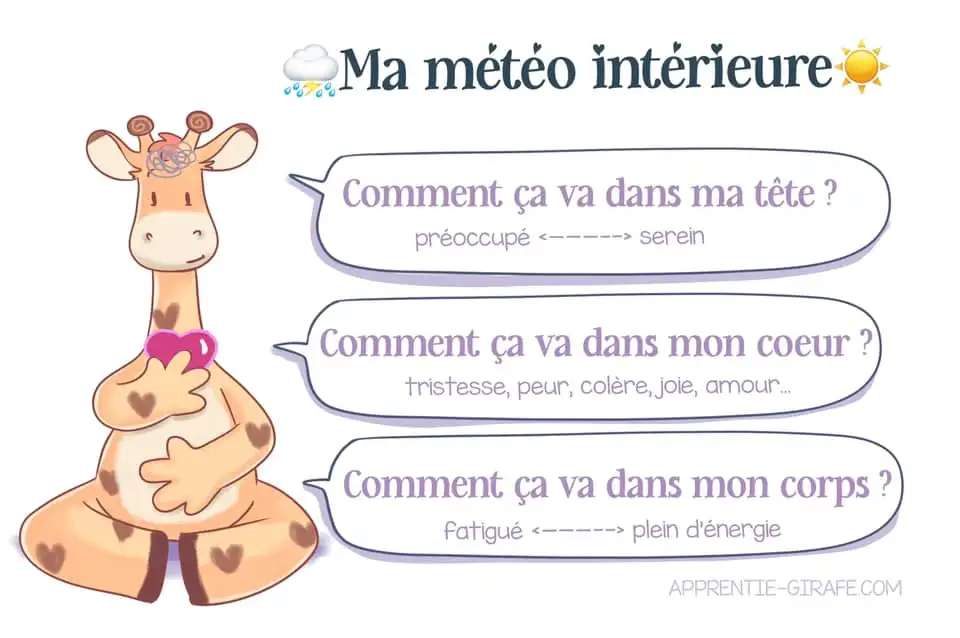 Ma météo intérieure
Comment ça va dans ma tête ?
préoccupé <-----> serein
Comment ça va dans mon coeur ?
tristesse, peur, colère, joie, amour...
Comment ça va dans mon corps ?
fatigué <-----> plein d'énergie
APPRENTIE-GIRAFE.COM